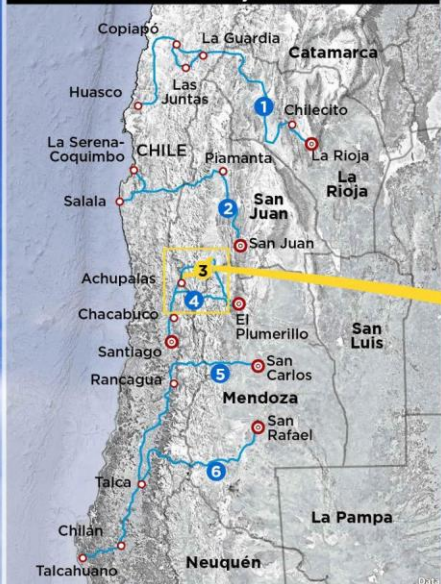 Copiapó
La Guardia
Catamarca
Las
Juntas
Huasco
1
Chilecito
La Rioja
La
Rioja
La Serena-
Coquimbo
CHILE
Piamanta
Salala
2
San
Juan
San Juan
3
Achupalas
4
Chacabuco
El
Plumerillo
San
Luis
Santiago
Rancagua
5
San
Carlos
Mendoza
San
Rafael
6
Talca
La Pampa
Chilán
Talcahuano
Neuquén